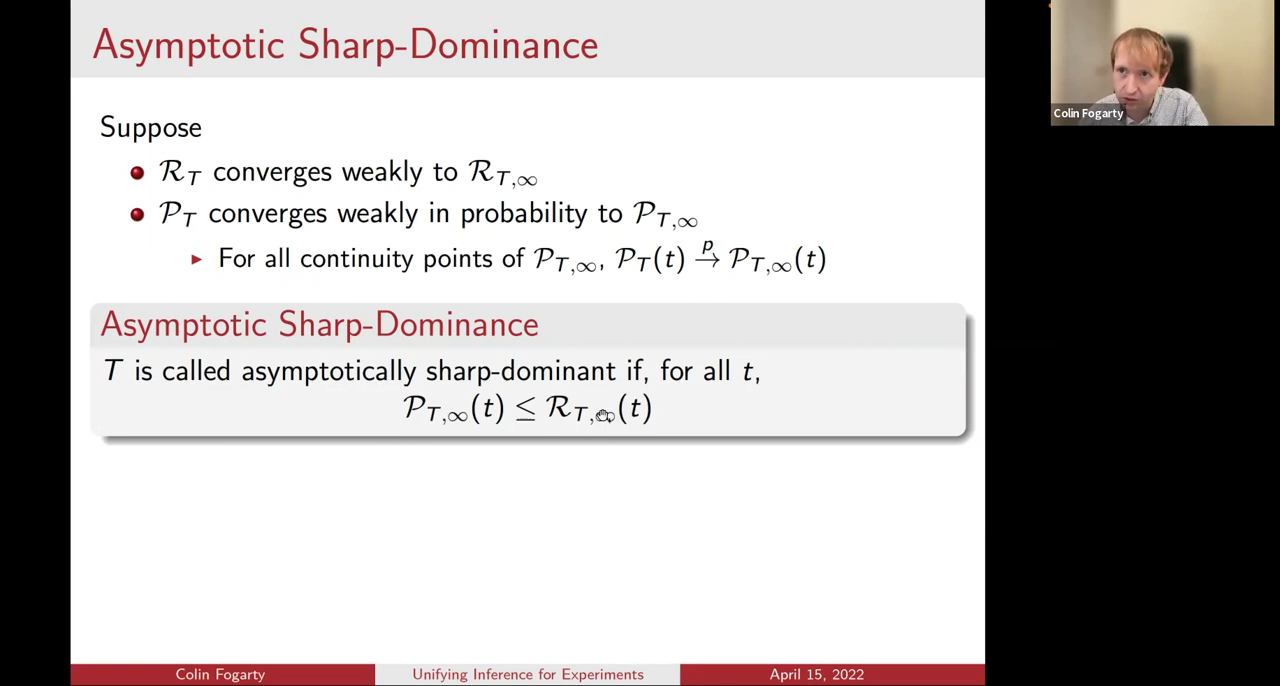 Asymptotic Sharp-Dominance
Colin Fogarty
Suppose
• ℛ_T converges weakly to ℛ_{T,∞}
• 𝒫_T converges weakly in probability to 𝒫_{T,∞}
▸ For all continuity points of 𝒫_{T,∞}, 𝒫_T(t) →^p 𝒫_{T,∞}(t)
Asymptotic Sharp-Dominance
T is called asymptotically sharp-dominant if, for all t,
𝒫_{T,∞}(t) ≤ ℛ_{T,∞}(t)
Colin Fogarty Unifying Inference for Experiments April 15, 2022